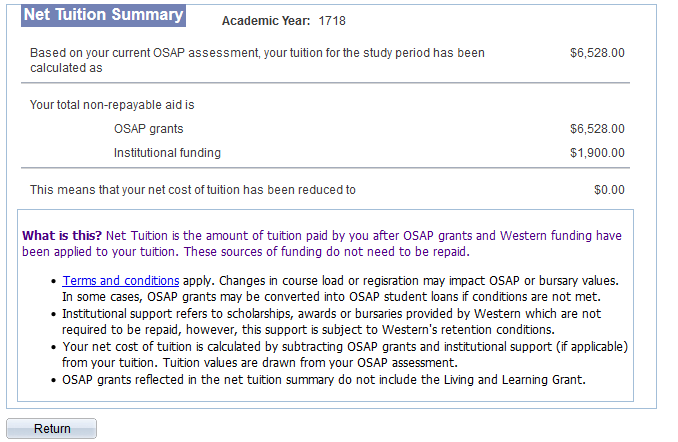 Net Tuition Summary Academic Year: 1718
Based on your current OSAP assessment, your tuition for the study period has been $6,528.00
calculated as
Your total non-repayable aid is
OSAP grants $6,528.00
Institutional funding $1,900.00
This means that your net cost of tuition has been reduced to $0.00
What is this? Net Tuition is the amount of tuition paid by you after OSAP grants and Western funding have
been applied to your tuition. These sources of funding do not need to be repaid.
• Terms and conditions apply. Changes in course load or regisration may impact OSAP or bursary values.
In some cases, OSAP grants may be converted into OSAP student loans if conditions are not met.
• Institutional support refers to scholarships, awards or bursaries provided by Western which are not
required to be repaid, however, this support is subject to Western's retention conditions.
• Your net cost of tuition is calculated by subtracting OSAP grants and institutional support (if applicable)
from your tuition. Tuition values are drawn from your OSAP assessment.
• OSAP grants reflected in the net tuition summary do not include the Living and Learning Grant.
Return